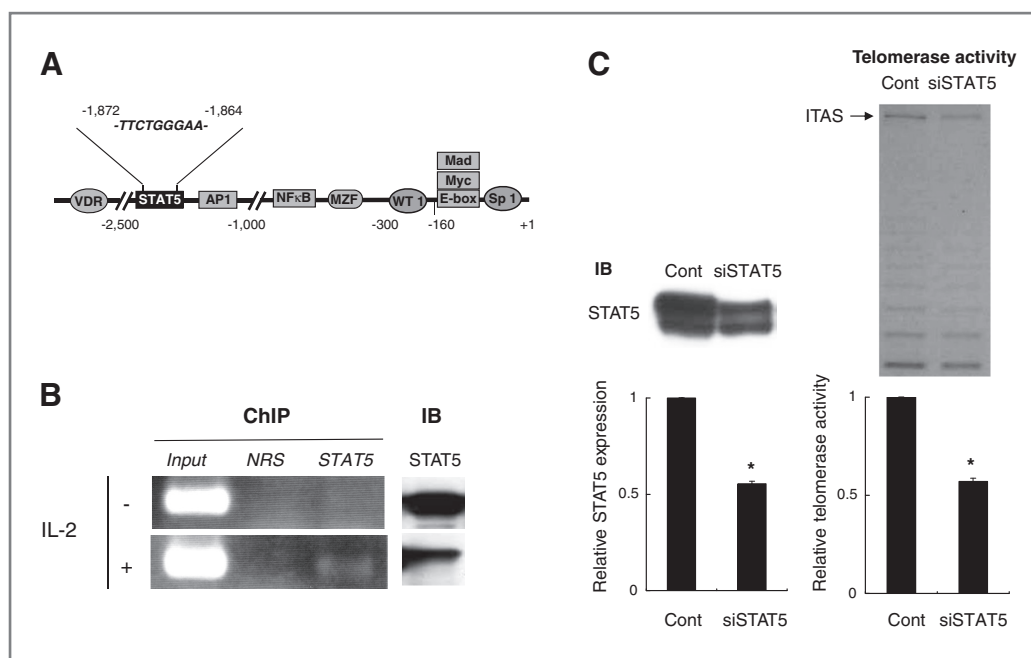 A
-1,872 -1,864
-TTCTGGGAA-
Mad
Myc
VDR STAT5 AP1 NFκB MZF WT 1 E-box Sp 1
-2,500 -1,000 -300 -160 +1
B
ChIP IB
Input NRS STAT5 STAT5
IL-2
-
+
C
Telomerase activity
Cont siSTAT5
ITAS
IB Cont siSTAT5
STAT5
Relative STAT5 expression
1
0.5
0
*
Cont siSTAT5
Relative telomerase activity
1
0.5
0
*
Cont siSTAT5